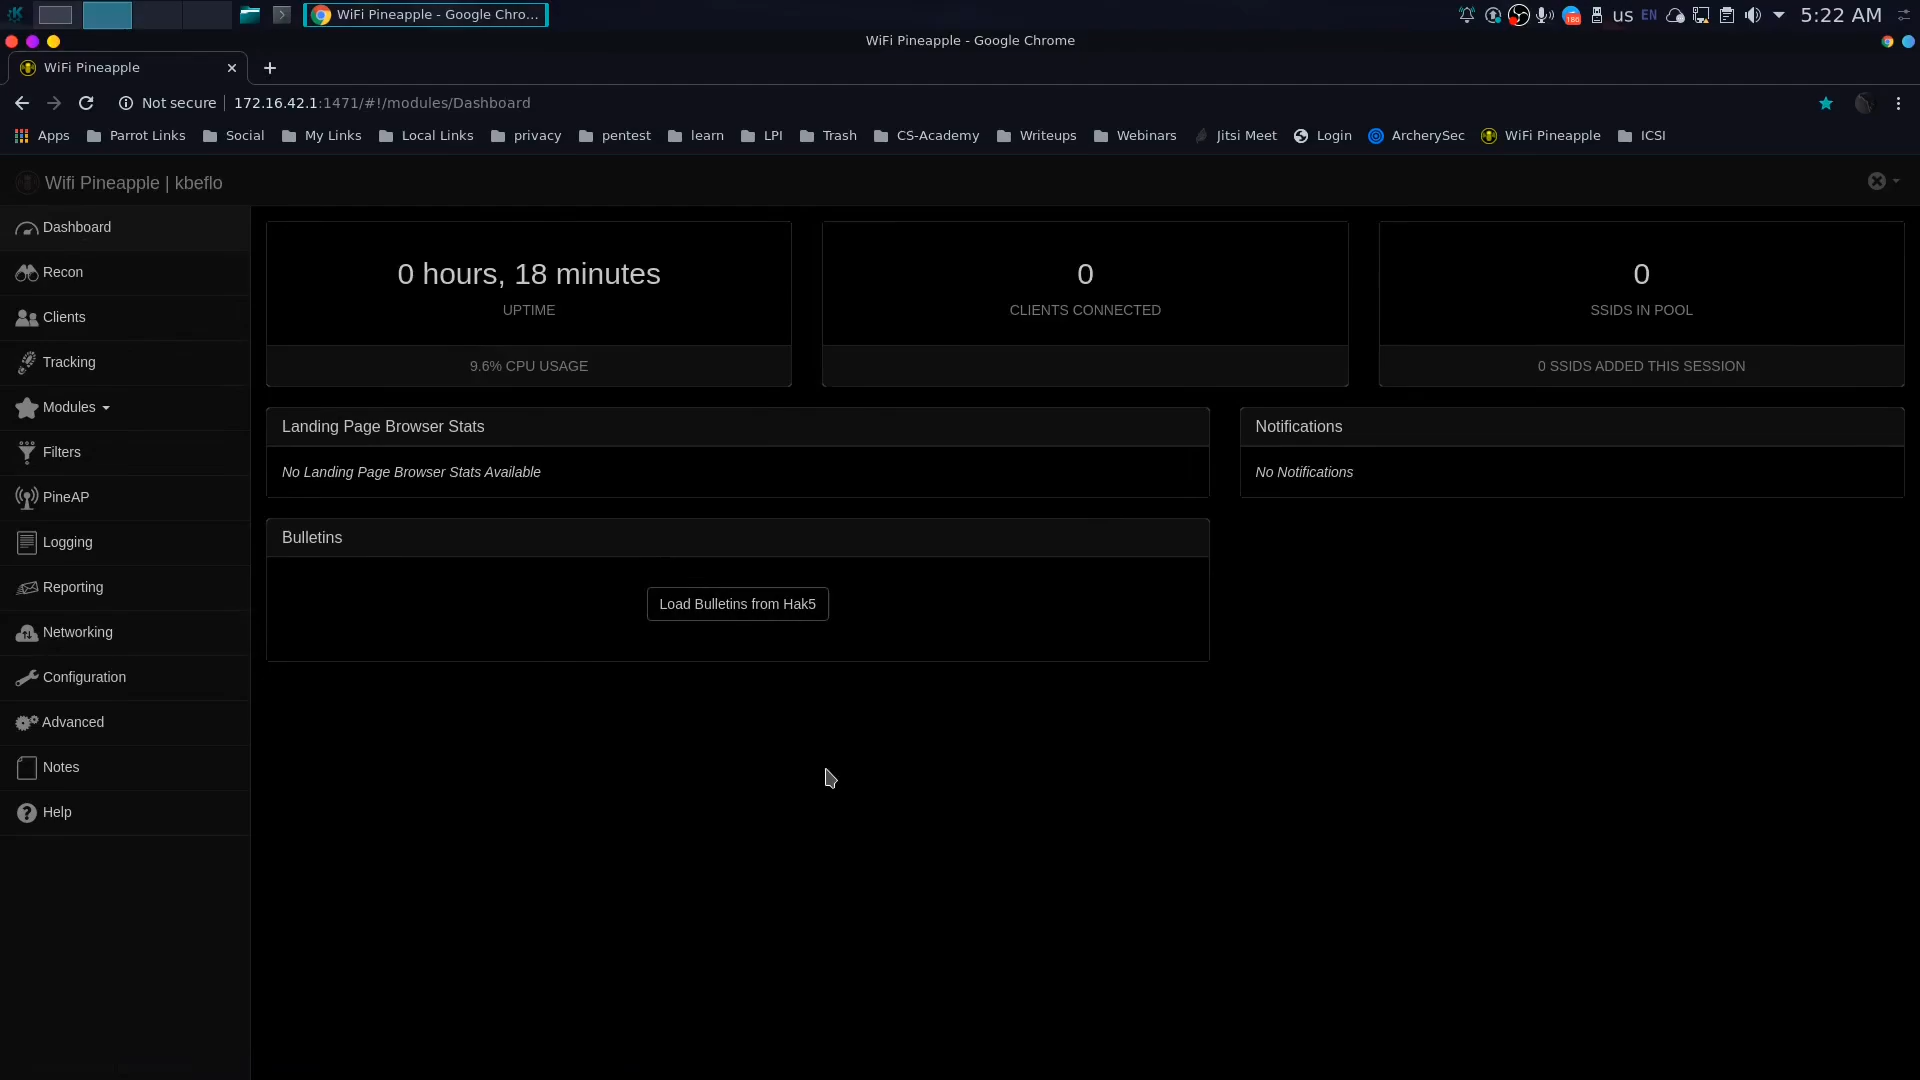 WiFi Pineapple - Google Chro...
180
us
EN
5:22 AM
WiFi Pineapple - Google Chrome
WiFi Pineapple
Not secure
172.16.42.1:1471/#!/modules/Dashboard
Apps
Parrot Links
Social
My Links
Local Links
privacy
pentest
learn
LPI
Trash
CS-Academy
Writeups
Webinars
Jitsi Meet
Login
ArcherySec
WiFi Pineapple
ICSI
Wifi Pineapple | kbeflo
Dashboard
Recon
Clients
Tracking
Modules
Filters
PineAP
Logging
Reporting
Networking
Configuration
Advanced
Notes
Help
0 hours, 18 minutes
UPTIME
9.6% CPU USAGE
0
CLIENTS CONNECTED
0
SSIDS IN POOL
0 SSIDS ADDED THIS SESSION
Landing Page Browser Stats
No Landing Page Browser Stats Available
Notifications
No Notifications
Bulletins
Load Bulletins from Hak5